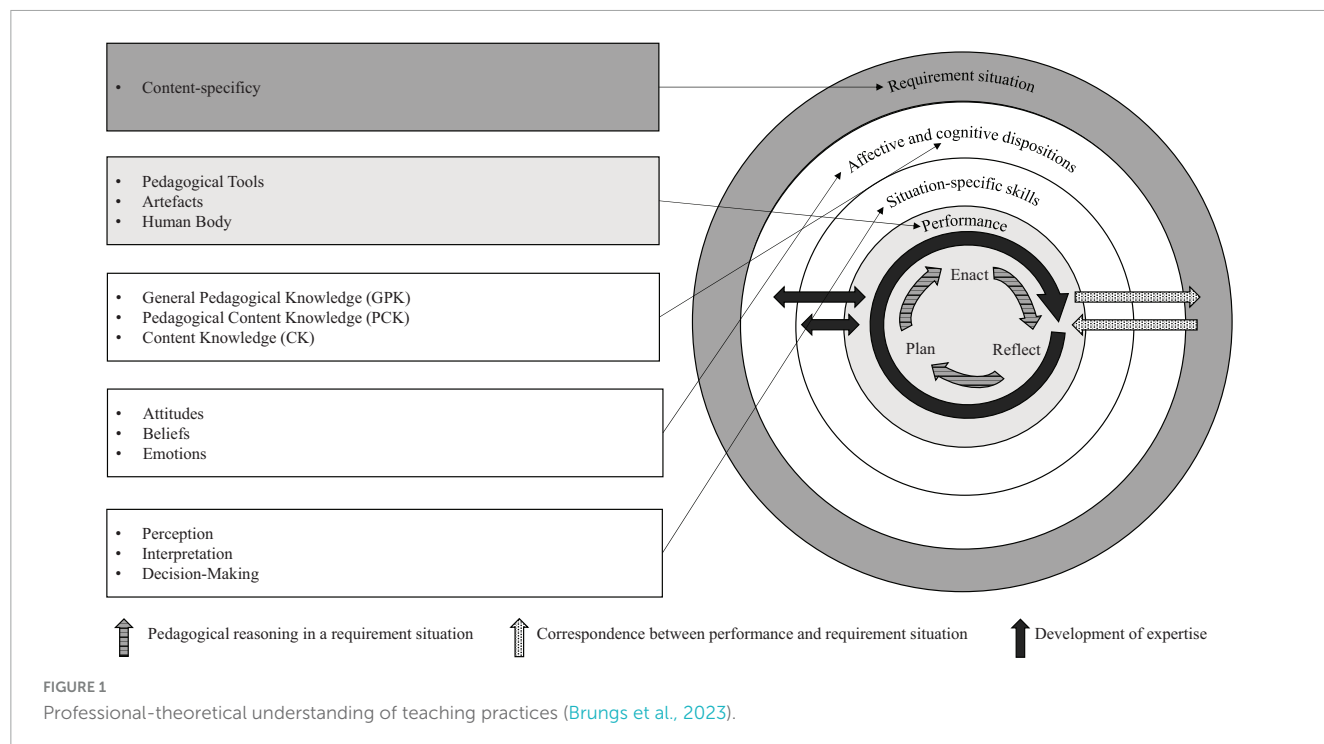 • Content-specificy
• Pedagogical Tools
• Artefacts
• Human Body
• General Pedagogical Knowledge (GPK)
• Pedagogical Content Knowledge (PCK)
• Content Knowledge (CK)
• Attitudes
• Beliefs
• Emotions
• Perception
• Interpretation
• Decision-Making
Requirement situation
Affective and cognitive dispositions
Situation-specific skills
Performance
Enact
Plan
Reflect
Pedagogical reasoning in a requirement situation
Correspondence between performance and requirement situation
Development of expertise
FIGURE 1
Professional-theoretical understanding of teaching practices (Brungs et al., 2023).